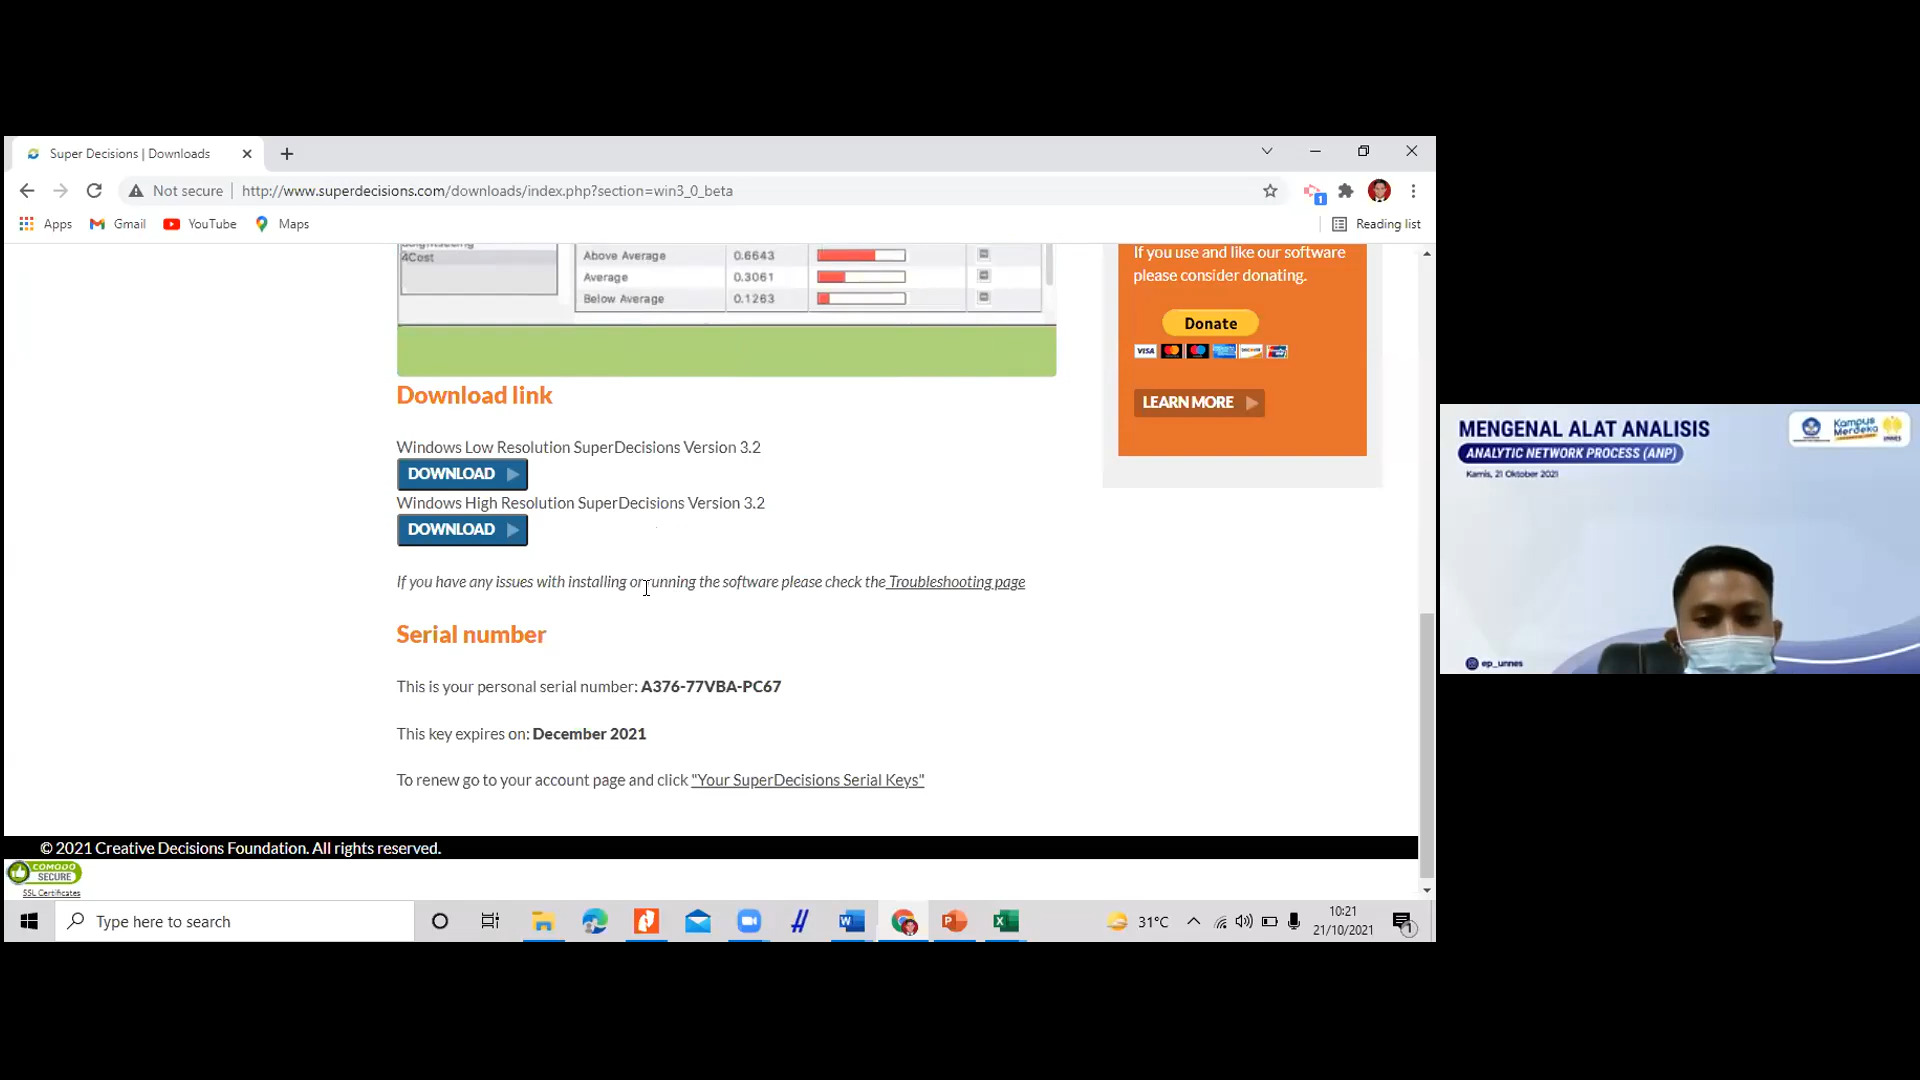 Super Decisions | Downloads
Not secure
http://www.superdecisions.com/downloads/index.php?section=win3_0_beta
1
Apps
Gmail
YouTube
Maps
Reading list
4Cost
Above Average 0.6643
Average 0.3061
Below Average 0.1263
If you use and like our software
please consider donating.
Donate
VISA
LEARN MORE
Download link
Windows Low Resolution SuperDecisions Version 3.2
DOWNLOAD
Windows High Resolution SuperDecisions Version 3.2
DOWNLOAD
If you have any issues with installing or running the software please check the Troubleshooting page
Serial number
This is your personal serial number: A376-77VBA-PC67
This key expires on: December 2021
To renew go to your account page and click "Your SuperDecisions Serial Keys"
© 2021 Creative Decisions Foundation. All rights reserved.
COMODO
SECURE
SSL Certificates
Type here to search
31°C
10:21
21/10/2021
1
MENGENAL ALAT ANALISIS
ANALYTIC NETWORK PROCESS (ANP)
Kamis, 21 Oktober 2021
Kampus
Merdeka
UNNES
ep_unnes